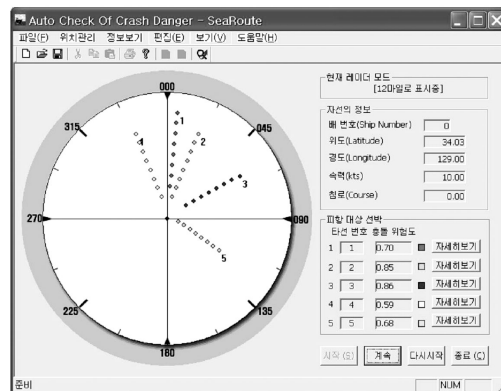 Auto Check Of Crash Danger - SeaRoute
파일(F) 위치관리 정보보기 편집(E) 보기(V) 도움말(H)
현재 레이더 모드
[12마일로 표시중]
자선의 정보
배 번호(Ship Number) 0
위도(Latitude) 34.03
경도(Longitude) 129.00
속력(kts) 10.00
침로(Course) 0.00
피항 대상 선박
타선 번호 충돌 위험도
1 1 0.70 자세히보기
2 2 0.85 자세히보기
3 3 0.86 자세히보기
4 4 0.59 자세히보기
5 5 0.68 자세히보기
시작 (S) 계속 다시시작 종료 (C)
000
045
090
135
180
225
270
315
1
2
3
4
5
준비 NUM